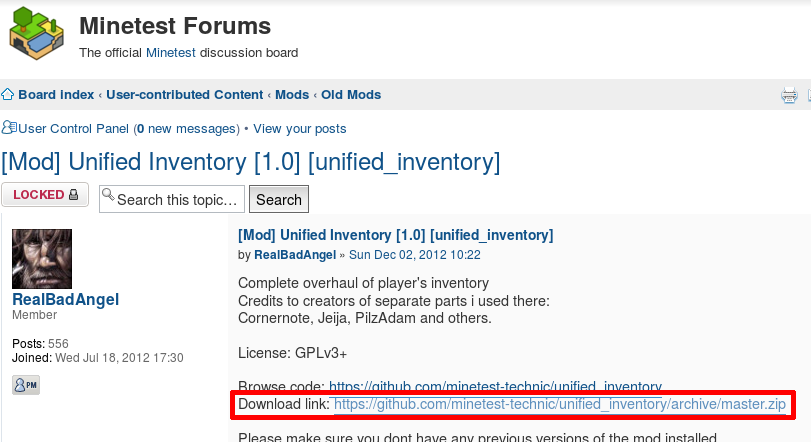 Minetest Forums
The official Minetest discussion board
Board index ‹ User-contributed Content ‹ Mods ‹ Old Mods
User Control Panel (0 new messages) • View your posts
[Mod] Unified Inventory [1.0] [unified_inventory]
LOCKED
Search this topic…
Search
RealBadAngel
Member
Posts: 556
Joined: Wed Jul 18, 2012 17:30
PM
[Mod] Unified Inventory [1.0] [unified_inventory]
by RealBadAngel » Sun Dec 02, 2012 10:22
Complete overhaul of player's inventory
Credits to creators of separate parts i used there:
Cornernote, Jeija, PilzAdam and others.
License: GPLv3+
Browse code: https://github.com/minetest-technic/unified_inventory
Download link: https://github.com/minetest-technic/unified_inventory/archive/master.zip
Please make sure you dont have any previous versions of the mod installed